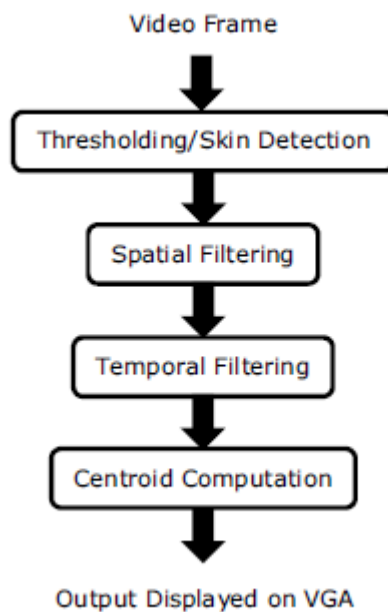 Video Frame
Thresholding/Skin Detection
Spatial Filtering
Temporal Filtering
Centroid Computation
Output Displayed on VGA